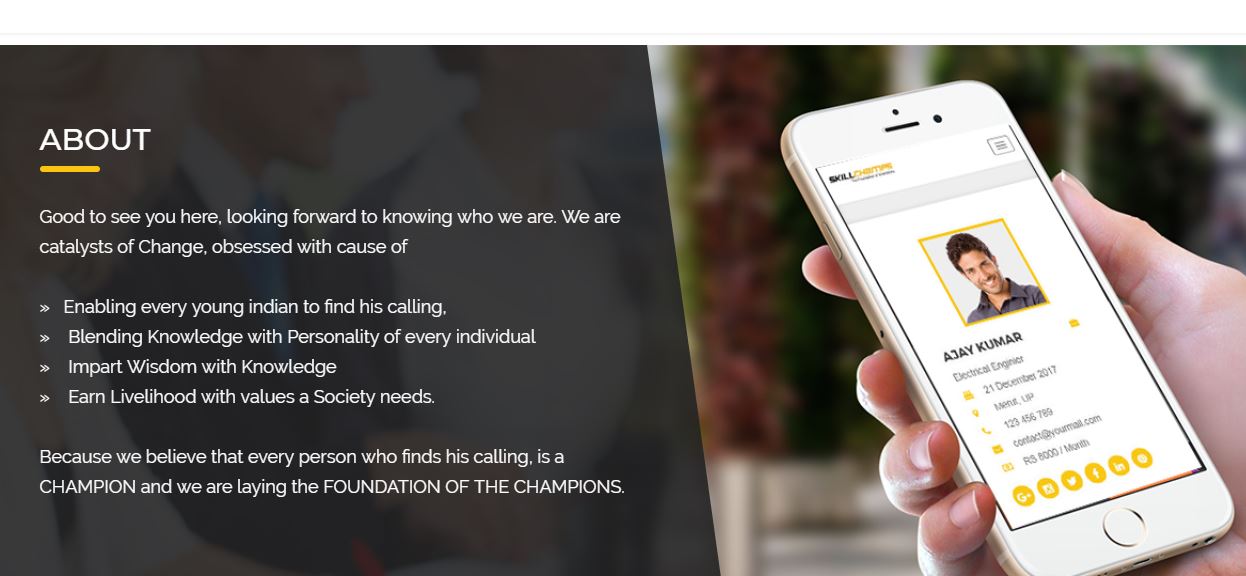 ABOUT
Good to see you here, looking forward to knowing who we are. We are
catalysts of Change, obsessed with cause of
» Enabling every young indian to find his calling,
» Blending Knowledge with Personality of every individual
» Impart Wisdom with Knowledge
» Earn Livelihood with values a Society needs.
Because we believe that every person who finds his calling, is a
CHAMPION and we are laying the FOUNDATION OF THE CHAMPIONS.
SKILLCHAMPS
AJAY KUMAR
Electrical Enginier
21 December 2017
Merut, UP
123 456 789
contact@yourmail.com
RS 8000 / Month